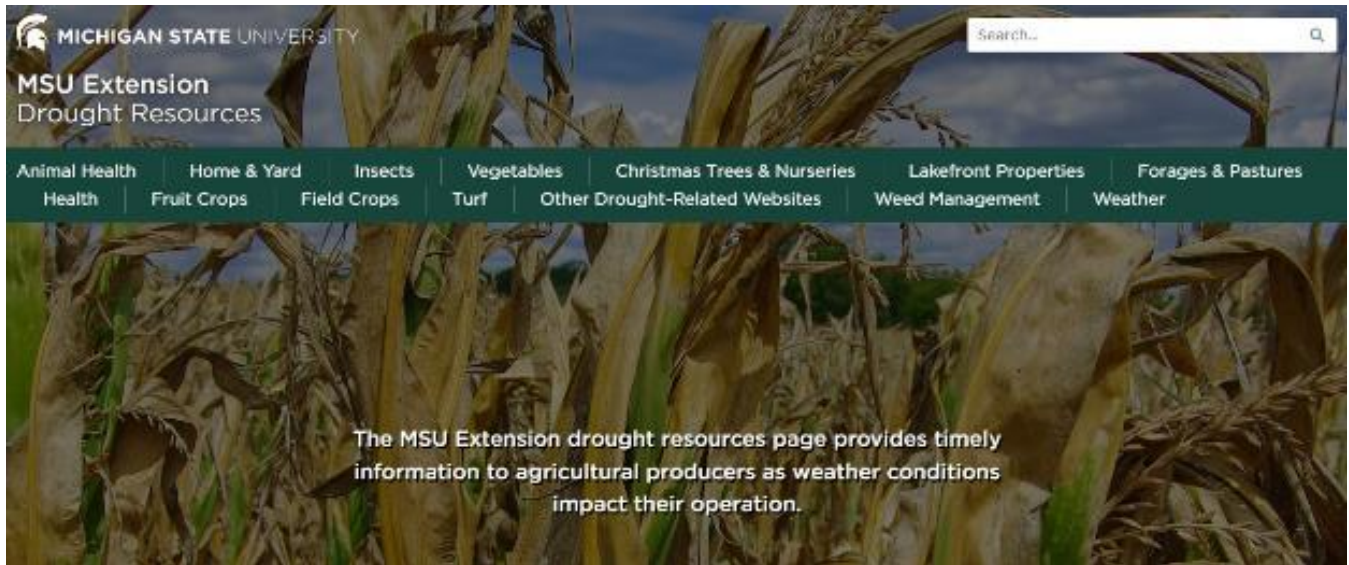 MICHIGAN STATE UNIVERSITY
Search...
MSU Extension
Drought Resources
Animal Health Home & Yard Insects Vegetables Christmas Trees & Nurseries Lakefront Properties Forages & Pastures
Health Fruit Crops Field Crops Turf Other Drought-Related Websites Weed Management Weather
The MSU Extension drought resources page provides timely
information to agricultural producers as weather conditions
impact their operation.